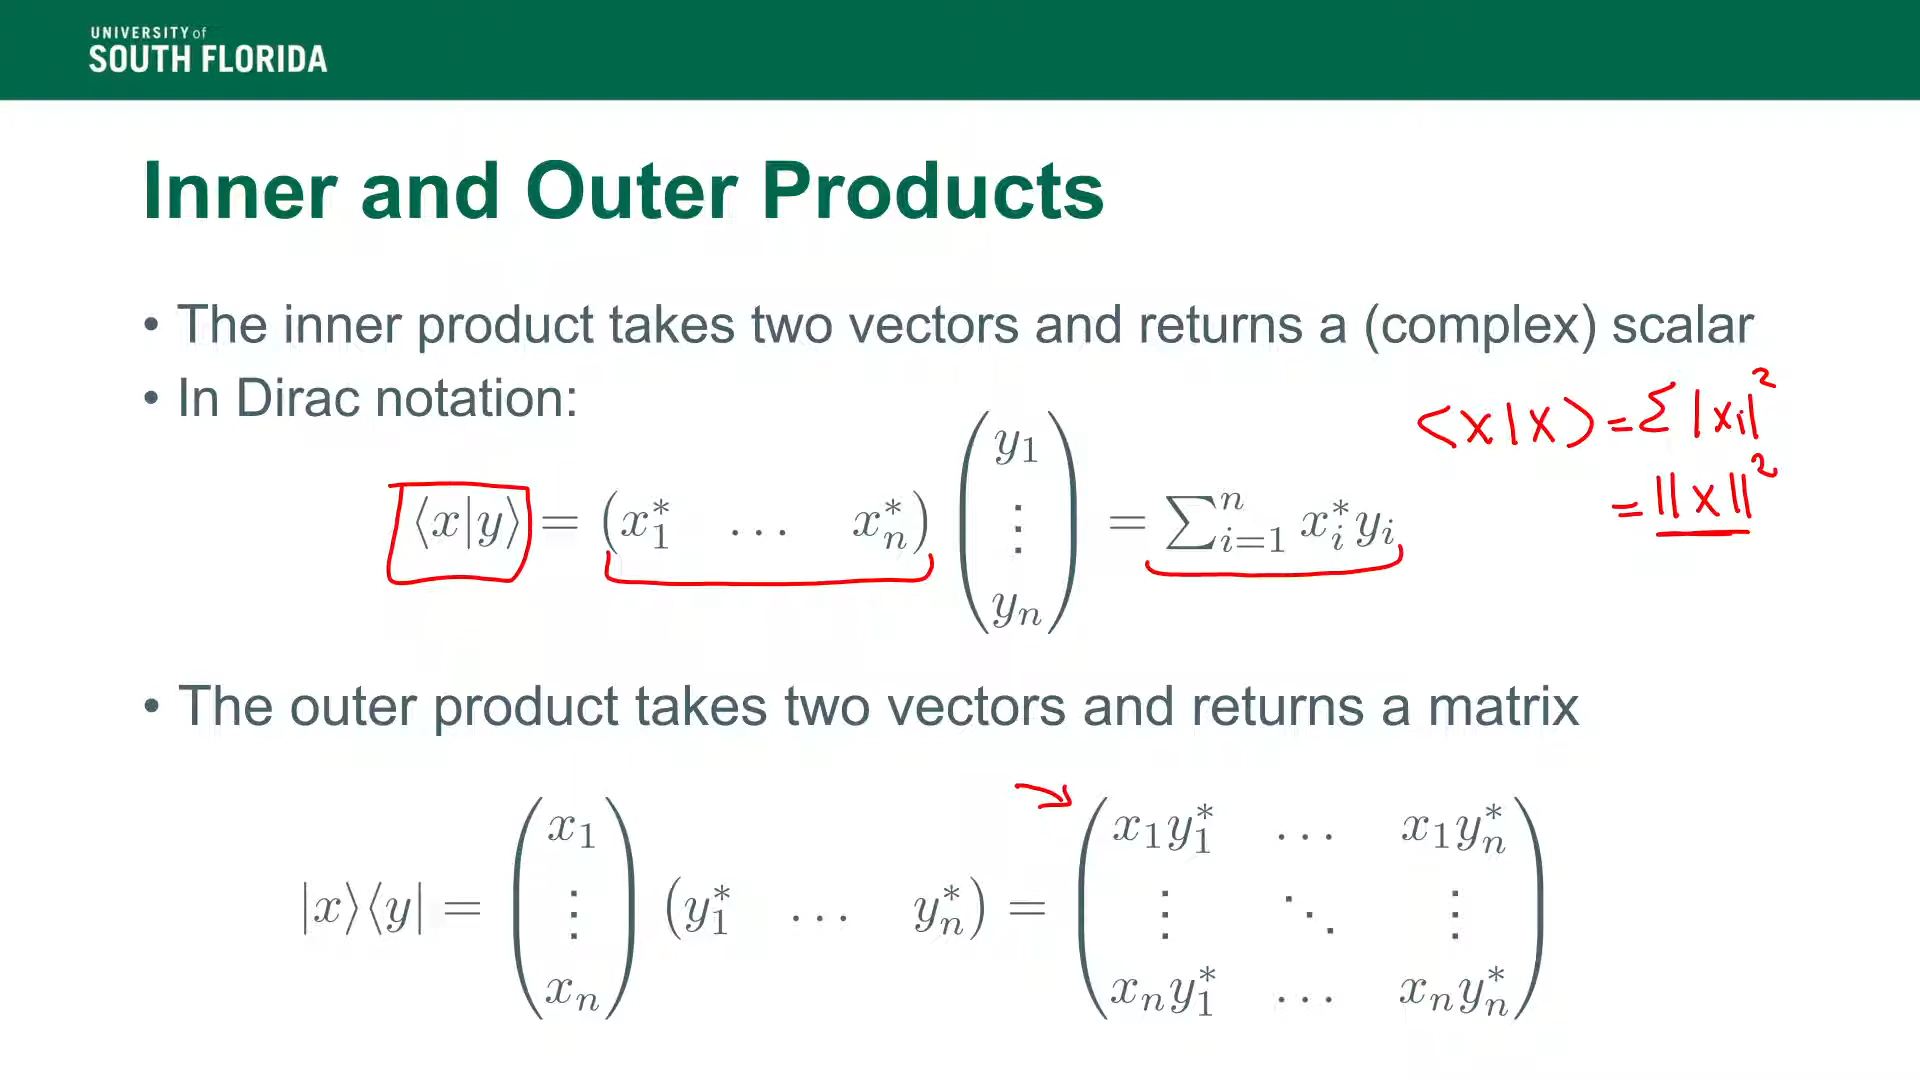 UNIVERSITY of
SOUTH FLORIDA
Inner and Outer Products
• The inner product takes two vectors and returns a (complex) scalar
• In Dirac notation:
⟨x|x⟩ = Σ |xᵢ|²
= ||x||²
⟨x|y⟩ = (x₁* … xₙ*) (y₁ ⋮ yₙ) = ∑ⁿᵢ₌₁ xᵢ* yᵢ
• The outer product takes two vectors and returns a matrix
|x⟩⟨y| = (x₁ ⋮ xₙ) (y₁* … yₙ*) = (x₁y₁* … x₁yₙ* ⋮ ⋱ ⋮ xₙy₁* … xₙyₙ*)